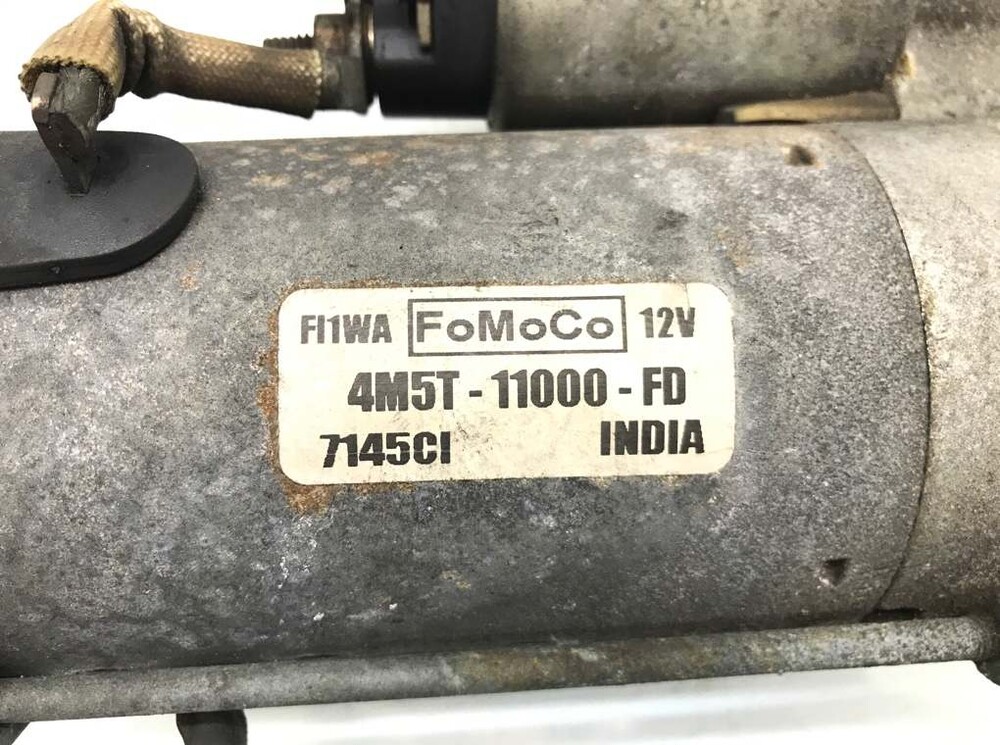 FI1WA FoMoCo 12V
4M5T - 11000 - FD
7145CI INDIA